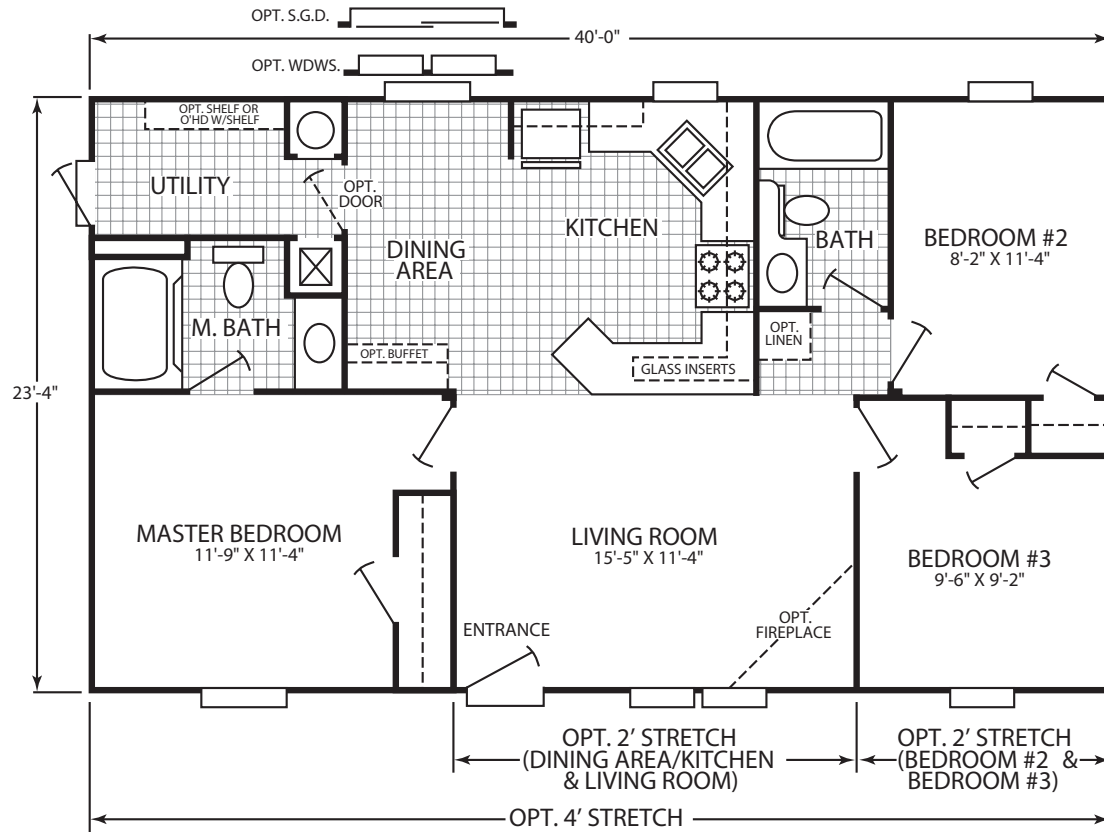 OPT. S.G.D.
40'-0"
OPT. WDWS.
OPT. SHELF OR
O'HD W/SHELF
UTILITY
OPT.
DOOR
DINING
AREA
KITCHEN
BATH
BEDROOM #2
8'-2" X 11'-4"
M. BATH
OPT. BUFFET
OPT.
LINEN
GLASS INSERTS
23'-4"
MASTER BEDROOM
11'-9" X 11'-4"
LIVING ROOM
15'-5" X 11'-4"
BEDROOM #3
9'-6" X 9'-2"
ENTRANCE
OPT.
FIREPLACE
OPT. 2' STRETCH
(DINING AREA/KITCHEN
& LIVING ROOM)
OPT. 2' STRETCH
(BEDROOM #2 &
BEDROOM #3)
OPT. 4' STRETCH